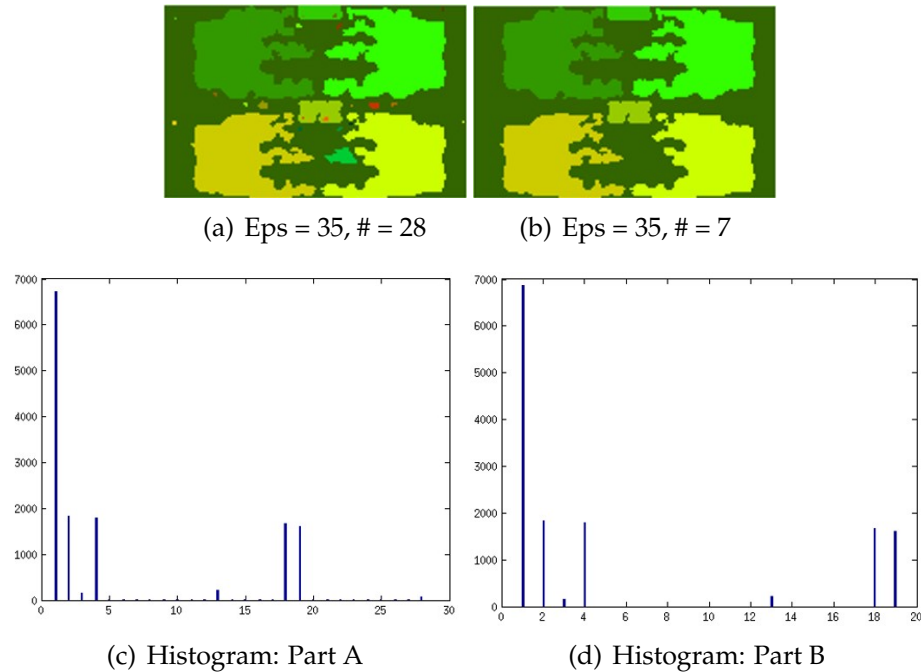 (a) Eps = 35, # = 28
(b) Eps = 35, # = 7
7000
6000
5000
4000
3000
2000
1000
0
0 5 10 15 20 25 30
7000
6000
5000
4000
3000
2000
1000
0
0 2 4 6 8 10 12 14 16 18 20
(c) Histogram: Part A
(d) Histogram: Part B